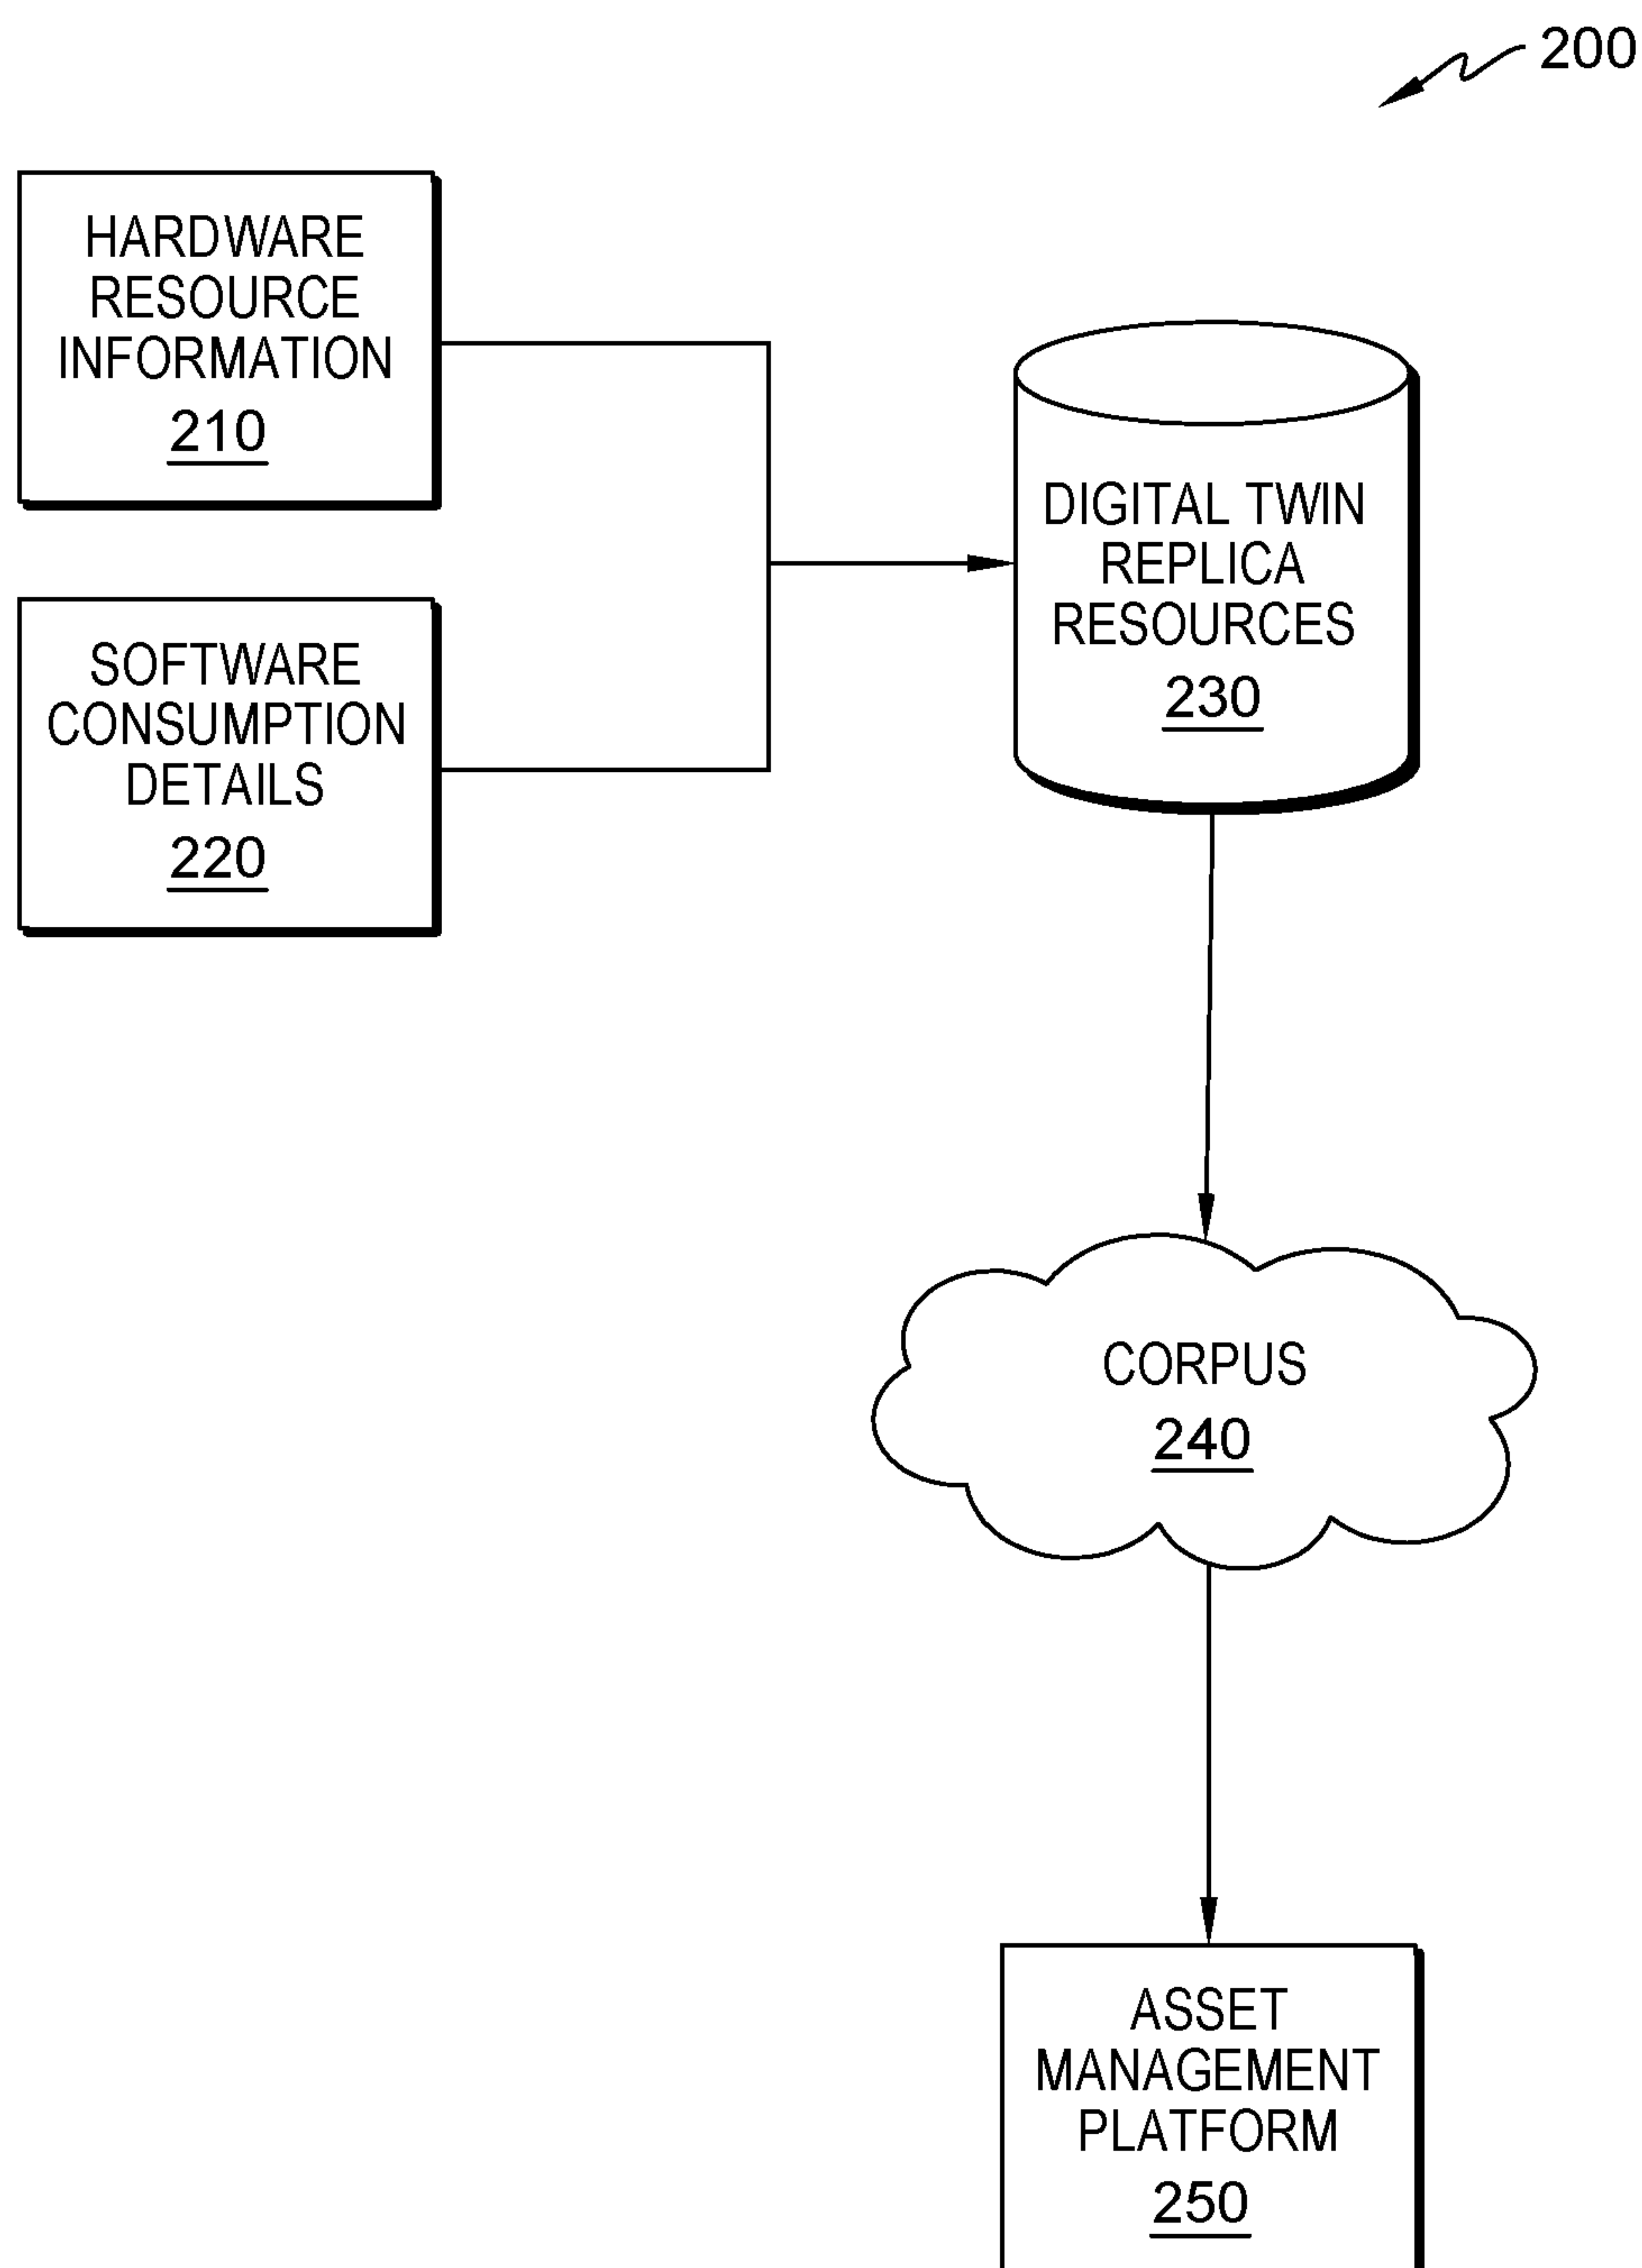 200
HARDWARE
RESOURCE
INFORMATION
210
SOFTWARE
CONSUMPTION
DETAILS
220
DIGITAL TWIN
REPLICA
RESOURCES
230
CORPUS
240
ASSET
MANAGEMENT
PLATFORM
250